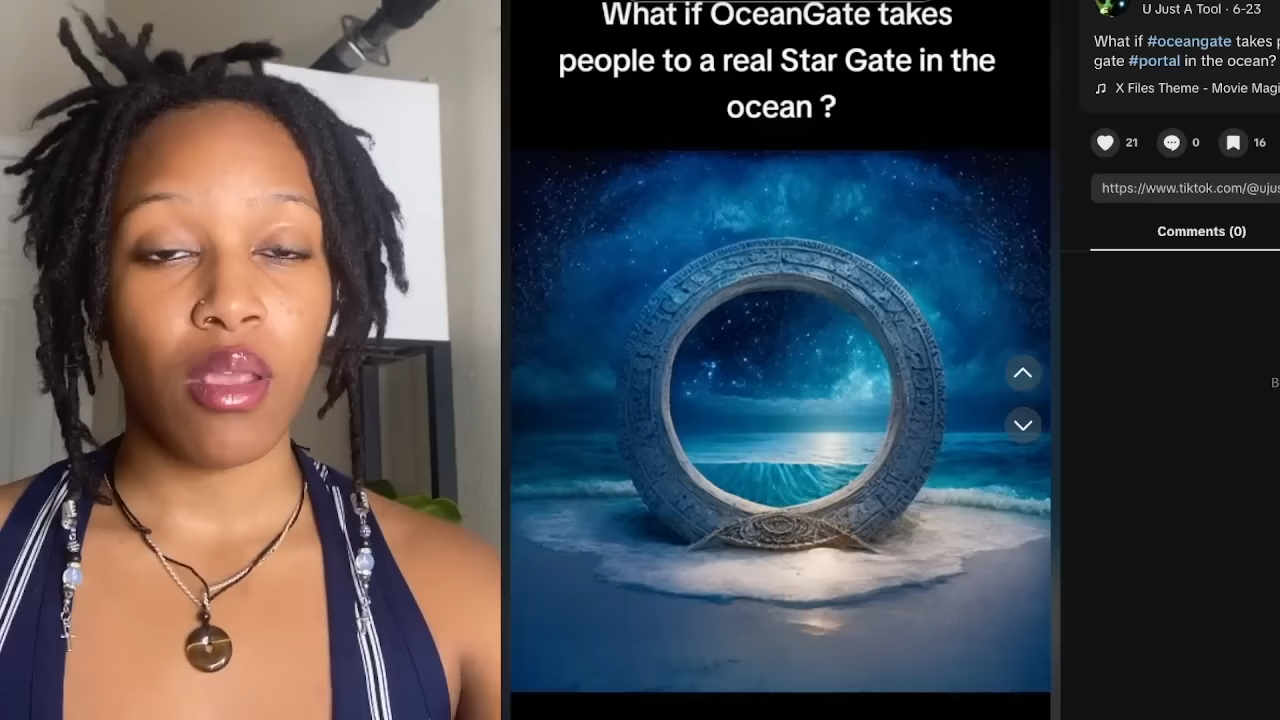 What if OceanGate takes
people to a real Star Gate in the
ocean ?
U Just A Tool · 6-23
What if #oceangate takes
gate #portal in the ocean?
X Files Theme - Movie Magi
21
0
16
https://www.tiktok.com/@ujus
Comments (0)